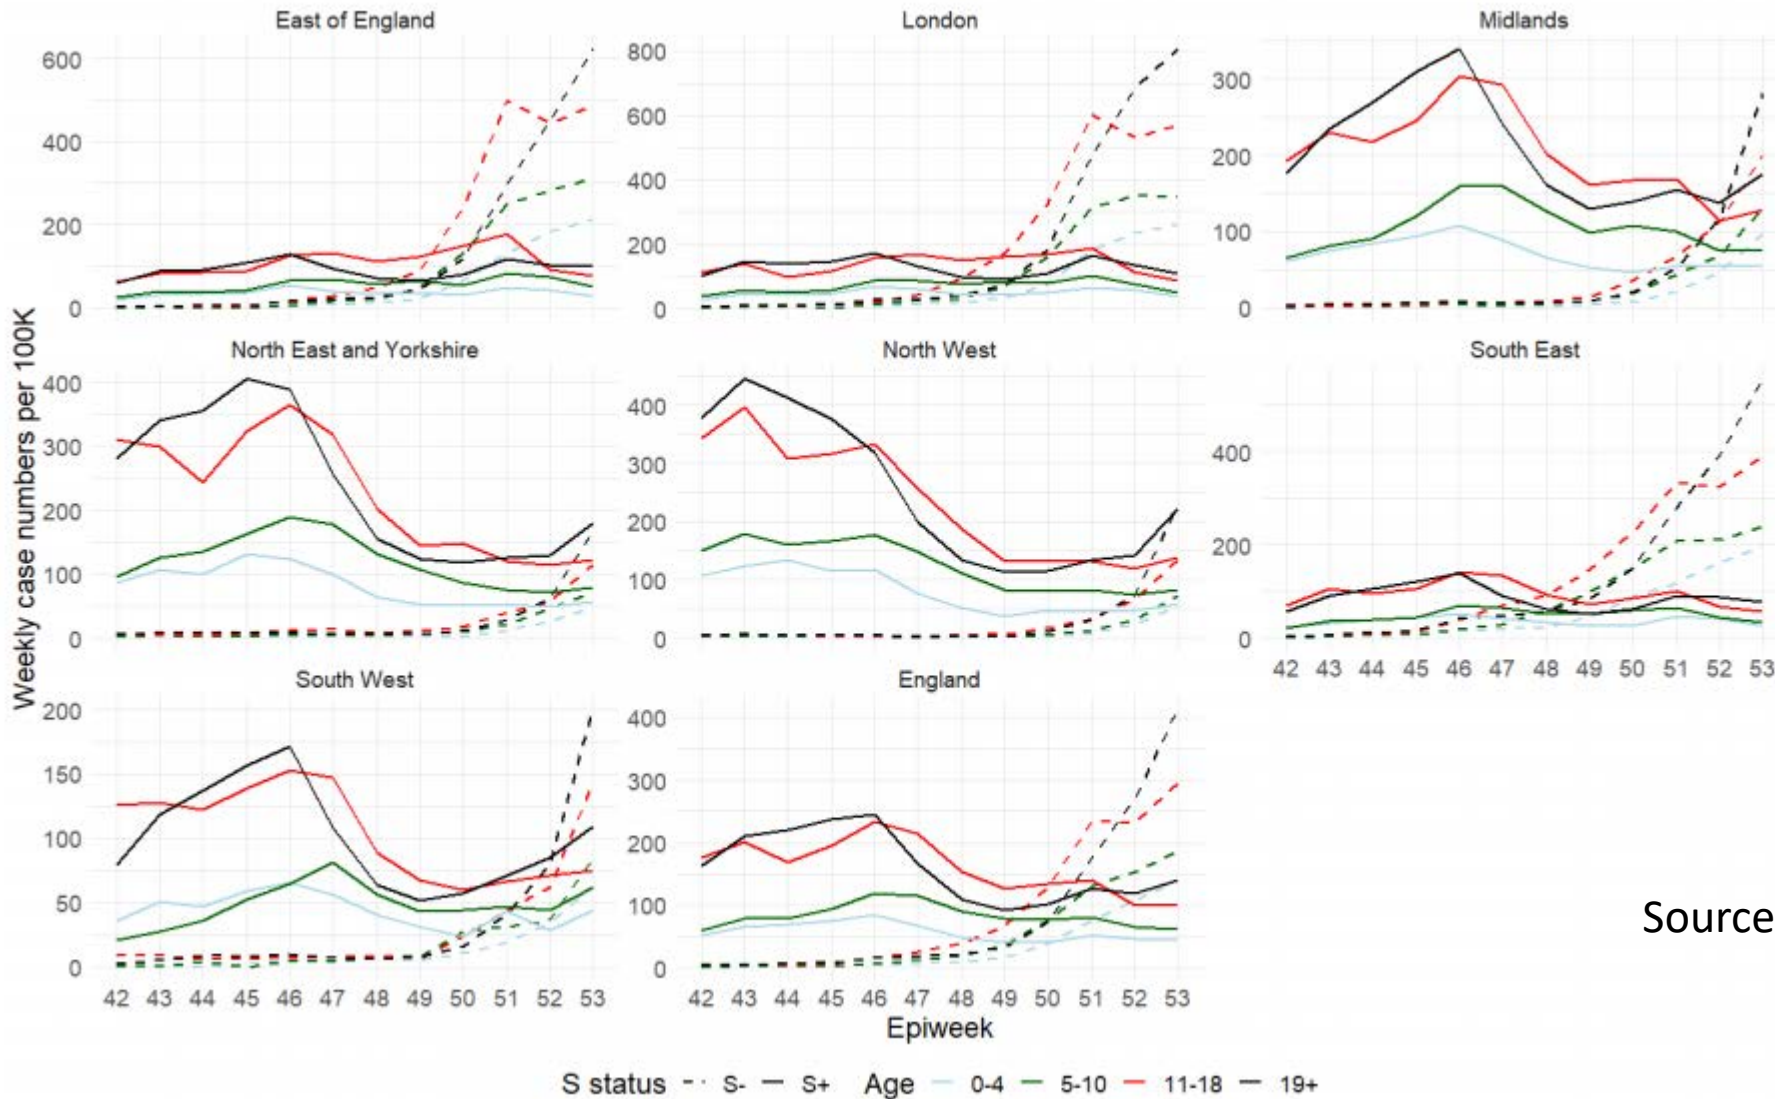 East of England
London
Midlands
600
400
200
0
800
600
400
200
0
300
200
100
0
North East and Yorkshire
North West
South East
400
300
200
100
0
400
300
200
100
0
400
200
0
42 43 44 45 46 47 48 49 50 51 52 53
South West
England
200
150
100
50
0
400
300
200
100
0
42 43 44 45 46 47 48 49 50 51 52 53
42 43 44 45 46 47 48 49 50 51 52 53
Weekly case numbers per 100K
Epiweek
Source
S status S- S+ Age 0-4 5-10 11-18 19+